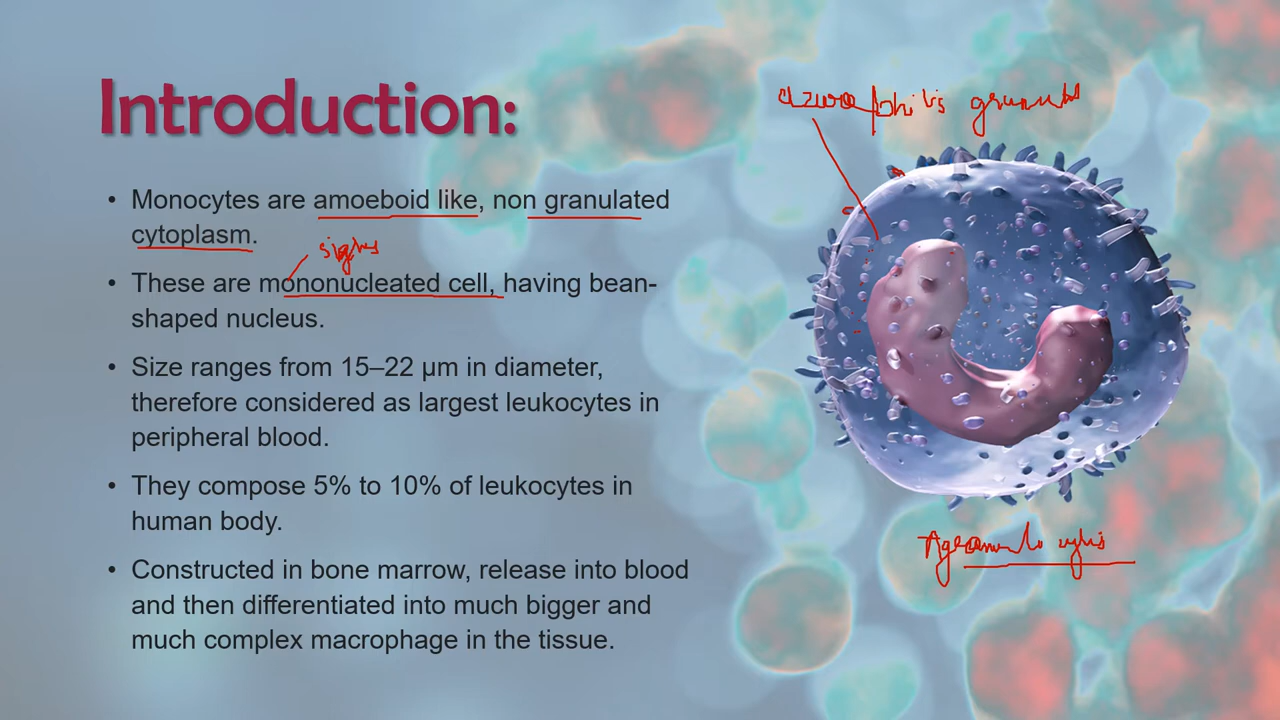 Introduction:
• Monocytes are amoeboid like, non granulated
cytoplasm.
• These are mononucleated cell, having bean-
shaped nucleus.
• Size ranges from 15–22 μm in diameter,
therefore considered as largest leukocytes in
peripheral blood.
• They compose 5% to 10% of leukocytes in
human body.
• Constructed in bone marrow, release into blood
and then differentiated into much bigger and
much complex macrophage in the tissue.